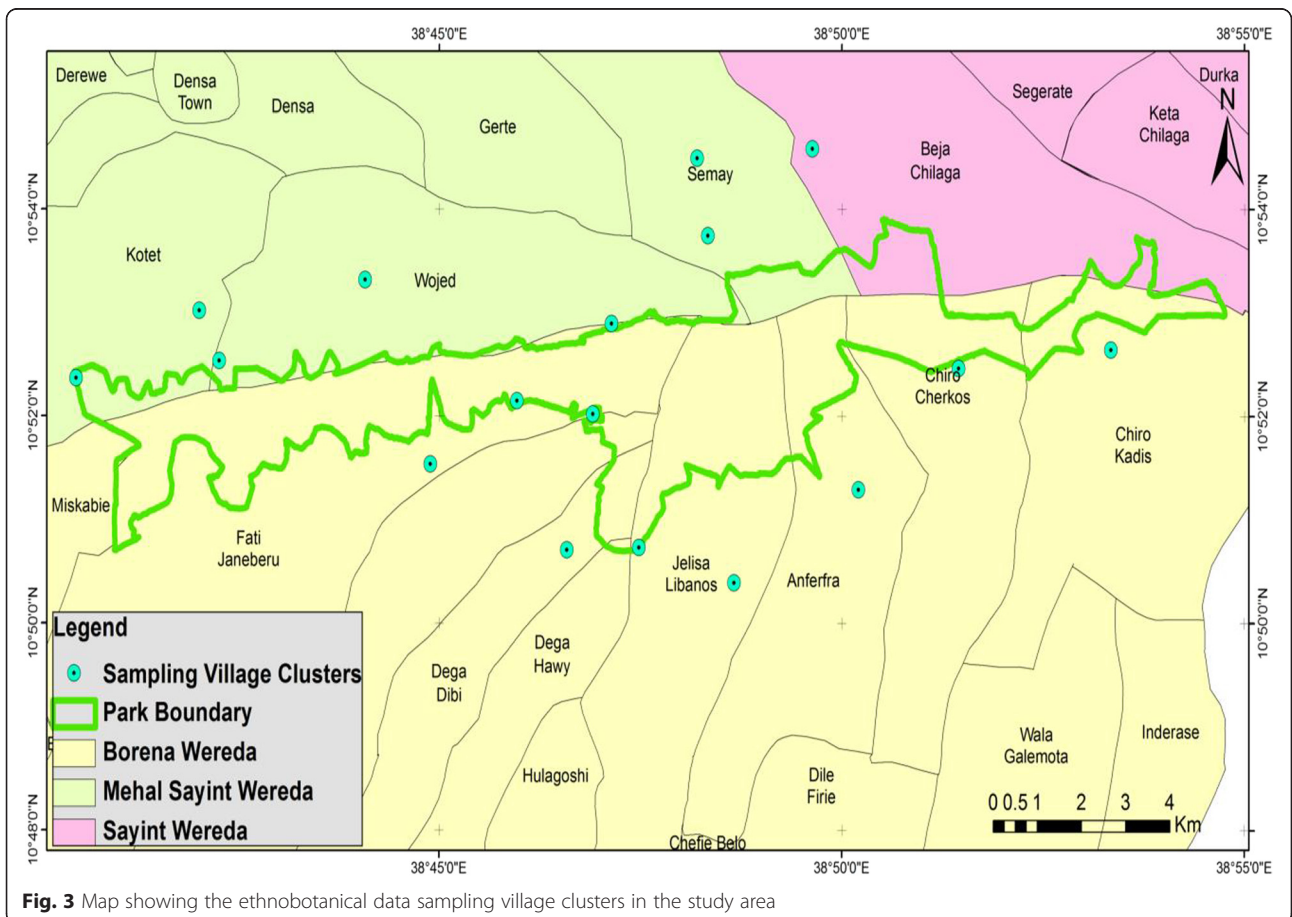 38°45'0"E
38°50'0"E
38°55'0"E
Derewe
Densa
Town
Densa
Gerte
Semay
Beja
Chilaga
Segerate
Keta
Chilaga
Durka
N
10°54'0"N
10°54'0"N
Kotet
Wojed
10°52'0"N
10°52'0"N
Chiro
Cherkos
Chiro
Kadis
Miskabie
Fati
Janeberu
Jelisa
Libanos
Anferfra
10°50'0"N
10°50'0"N
Dega
Hawy
Dega
Dibi
Hulagoshi
Dile
Firie
Wala
Galemota
Inderase
Chefie Belo
Legend
Sampling Village Clusters
Park Boundary
Borena Wereda
Mehal Sayint Wereda
Sayint Wereda
0 0.5 1 2 3 4
Km
10°48'0"N
10°48'0"N
38°45'0"E
38°50'0"E
38°55'0"E
Fig. 3 Map showing the ethnobotanical data sampling village clusters in the study area